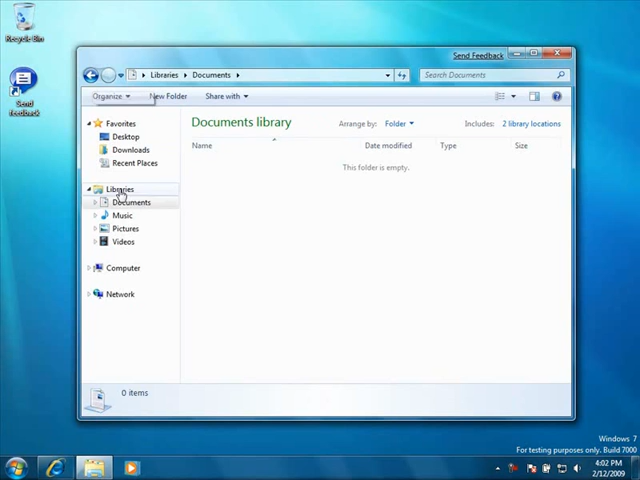 Recycle Bin
Send
feedback
Send Feedback
Libraries
Documents
Search Documents
Organize
New Folder
Share with
Favorites
Desktop
Downloads
Recent Places
Libraries
Documents
Music
Pictures
Videos
Computer
Network
Documents library
Arrange by: Folder
Includes: 2 library locations
Name
Date modified
Type
Size
This folder is empty.
0 items
Windows 7
For testing purposes only. Build 7000
4:02 PM
2/12/2009